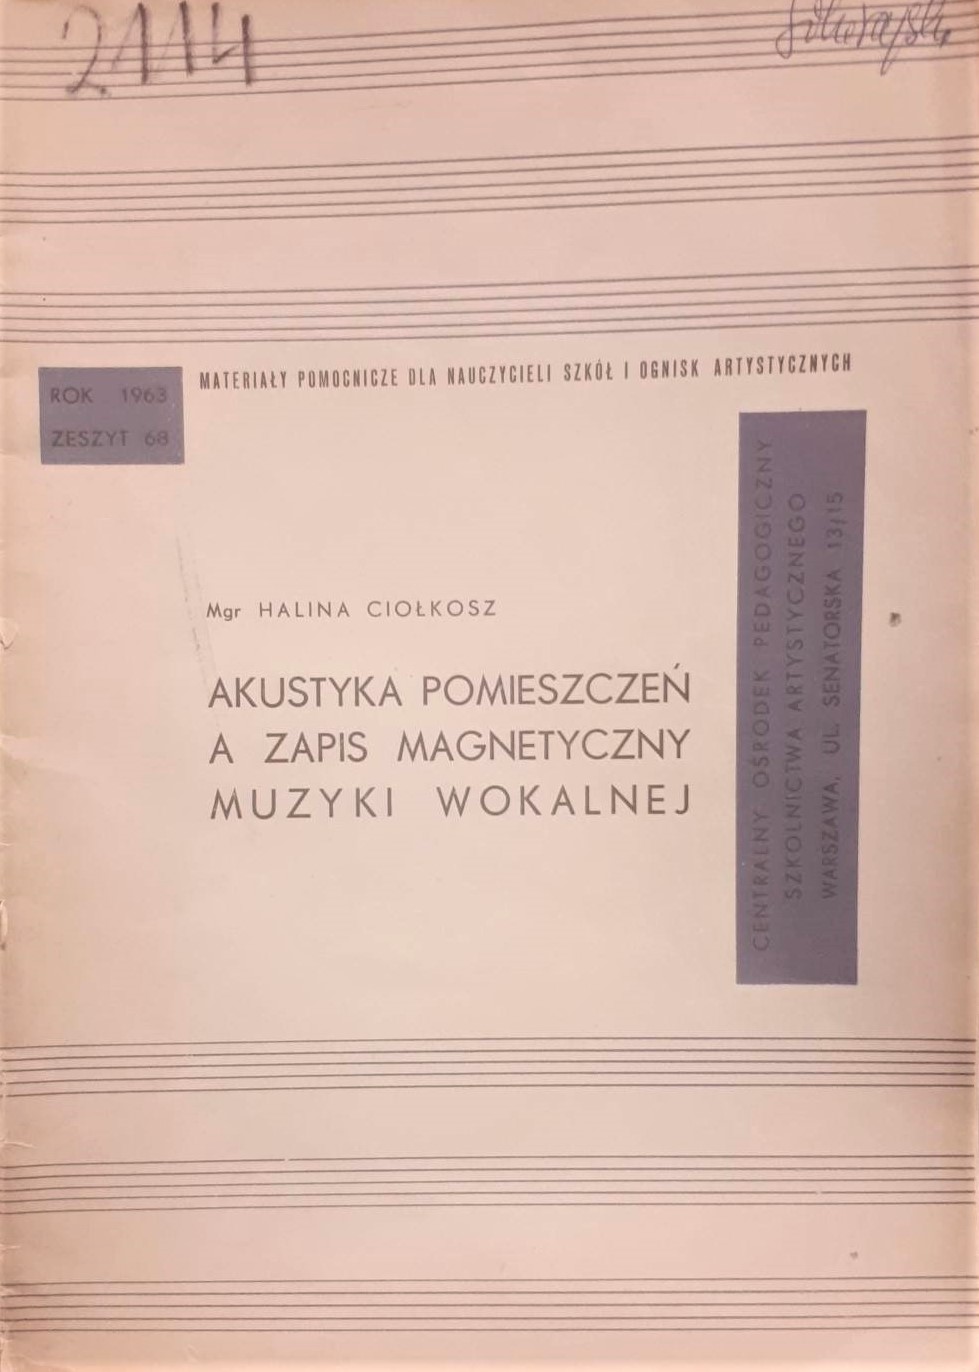 2114
MATERIAŁY POMOCNICZE DLA NAUCZYCIELI SZKÓŁ I OGNISK ARTYSTYCZNYCH
ROK 1963
ZESZYT 68
Mgr HALINA CIOŁKOSZ
AKUSTYKA POMIESZCZEŃ
A ZAPIS MAGNETYCZNY
MUZYKI WOKALNEJ
CENTRALNY OŚRODEK PEDAGOGICZNY
SZKOLNICTWA ARTYSTYCZNEGO
WARSZAWA, UL. SENATORSKA 13/15